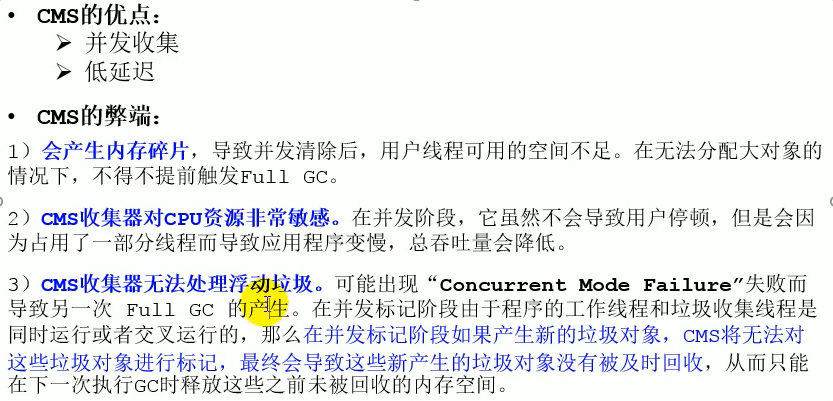 • CMS的优点：
➢ 并发收集
➢ 低延迟
• CMS的弊端：
1）会产生内存碎片，导致并发清除后，用户线程可用的空间不足。在无法分配大对象的
情况下，不得不提前触发Full GC。
2）CMS收集器对CPU资源非常敏感。在并发阶段，它虽然不会导致用户停顿，但是会因
为占用了一部分线程而导致应用程序变慢，总吞吐量会降低。
3）CMS收集器无法处理浮动垃圾。可能出现“Concurrent Mode Failure”失败而
导致另一次 Full GC 的产生。在并发标记阶段由于程序的工作线程和垃圾收集线程是
同时运行或者交叉运行的，那么在并发标记阶段如果产生新的垃圾对象，CMS将无法对
这些垃圾对象进行标记，最终会导致这些新产生的垃圾对象没有被及时回收，从而只能
在下一次执行GC时释放这些之前未被回收的内存空间。